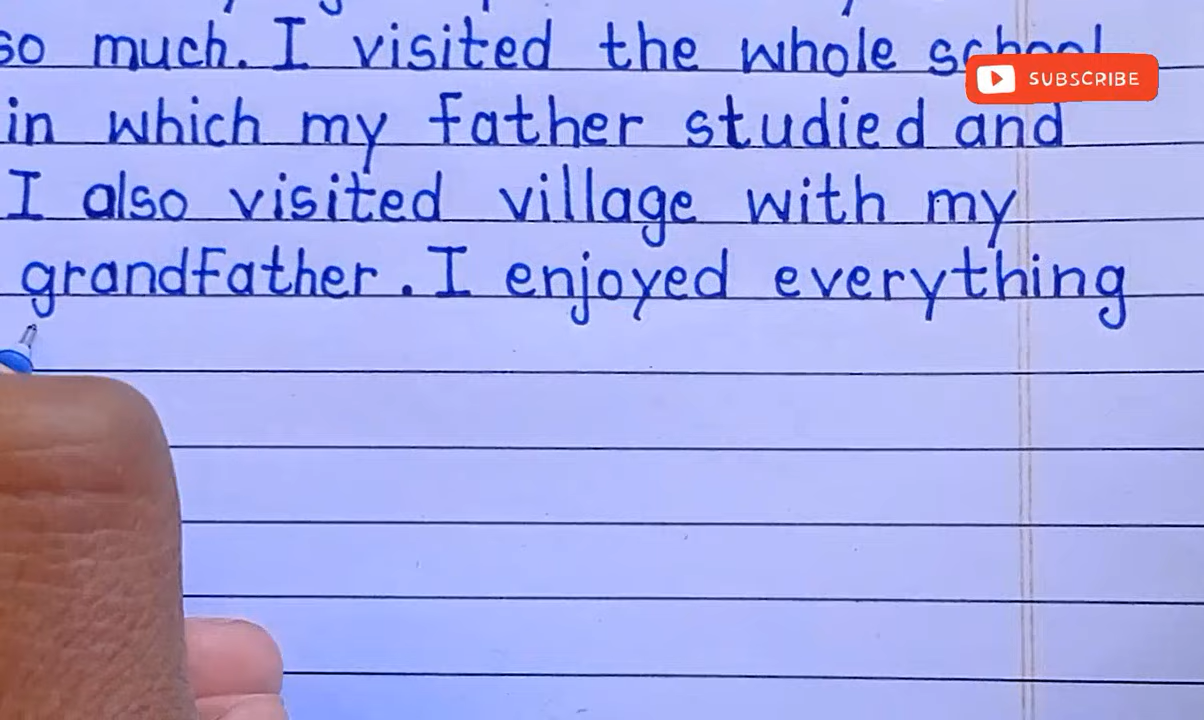 so much. I visited the whole school
SUBSCRIBE
in which my father studied and
I also visited village with my
grandfather. I enjoyed everything